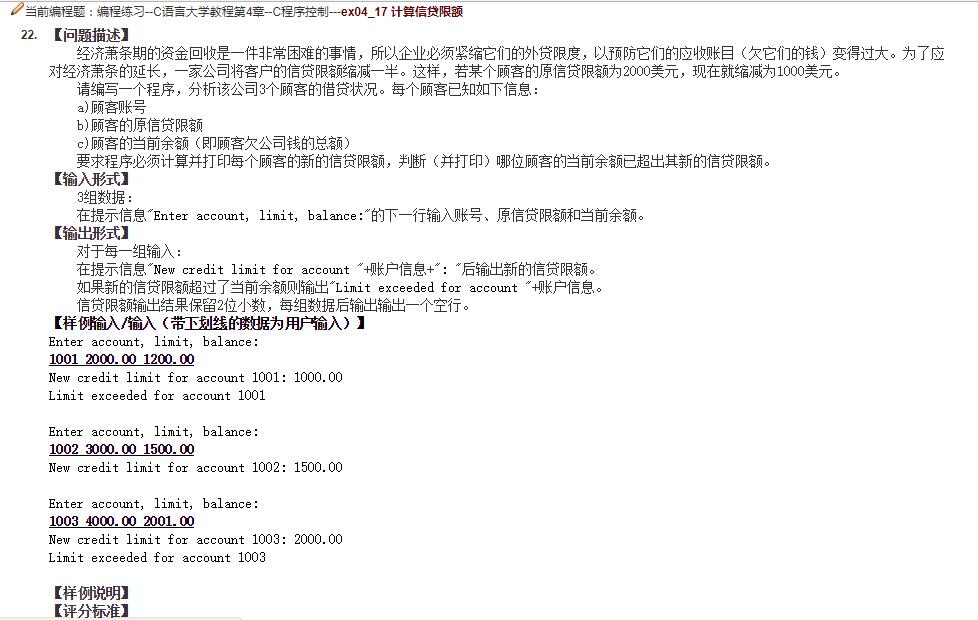 当前编程题：编程练习--C语言大学教程第4章--C程序控制---ex04_17 计算信贷限额
22. 【问题描述】
经济萧条期的资金回收是一件非常困难的事情，所以企业必须紧缩它们的外贷限度，以预防它们的应收账目（欠它们的钱）变得过大。为了应
对经济萧条的延长，一家公司将客户的信贷限额缩减一半。这样，若某个顾客的原信贷限额为2000美元，现在就缩减为1000美元。
请编写一个程序，分析该公司3个顾客的借贷状况。每个顾客已知如下信息：
a)顾客账号
b)顾客的原信贷限额
c)顾客的当前余额（即顾客欠公司钱的总额）
要求程序必须计算并打印每个顾客的新的信贷限额，判断（并打印）哪位顾客的当前余额已超出其新的信贷限额。
【输入形式】
3组数据：
在提示信息"Enter account, limit, balance:"的下一行输入账号、原信贷限额和当前余额。
【输出形式】
对于每一组输入：
在提示信息"New credit limit for account "+账户信息+": "后输出新的信贷限额。
如果新的信贷限额超过了当前余额则输出"Limit exceeded for account "+账户信息。
信贷限额输出结果保留2位小数，每组数据后输出输出一个空行。
【样例输入/输入（带下划线的数据为用户输入）】
Enter account, limit, balance:
1001 2000.00 1200.00
New credit limit for account 1001: 1000.00
Limit exceeded for account 1001
Enter account, limit, balance:
1002 3000.00 1500.00
New credit limit for account 1002: 1500.00
Enter account, limit, balance:
1003 4000.00 2001.00
New credit limit for account 1003: 2000.00
Limit exceeded for account 1003
【样例说明】
【评分标准】